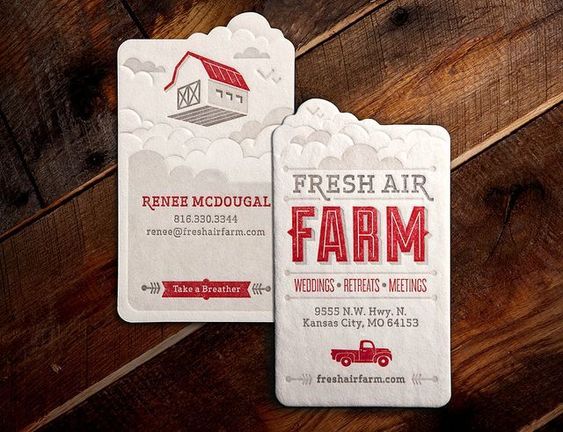 RENEE MCDOUGAL
816.330.3344
renee@freshairfarm.com
Take a Breather
FRESH AIR
FARM
WEDDINGS • RETREATS • MEETINGS
9555 N.W. Hwy. N.
Kansas City, MO 64153
freshairfarm.com